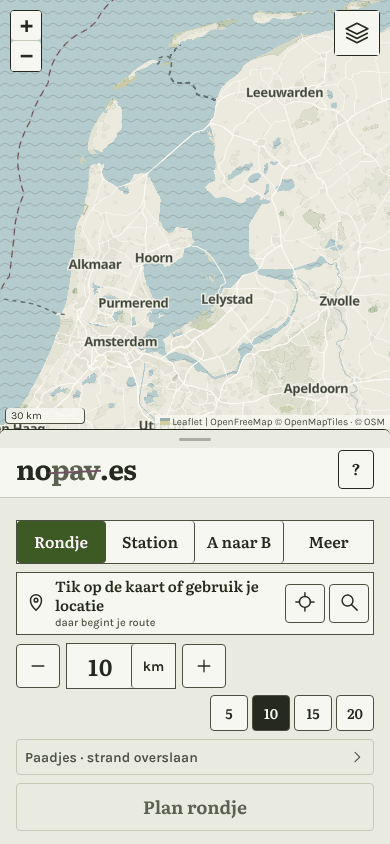 +
−
Leeuwarden
Alkmaar
Hoorn
Purmerend
Lelystad
Zwolle
Amsterdam
Apeldoorn
30 km
n Haag
Ut
Leaflet | OpenFreeMap © OpenMapTiles · © OSM
nopav.es
?
Rondje
Station
A naar B
Meer
Tik op de kaart of gebruik je
locatie
daar begint je route
−
10
km
+
5
10
15
20
Paadjes · strand overslaan
Plan rondje